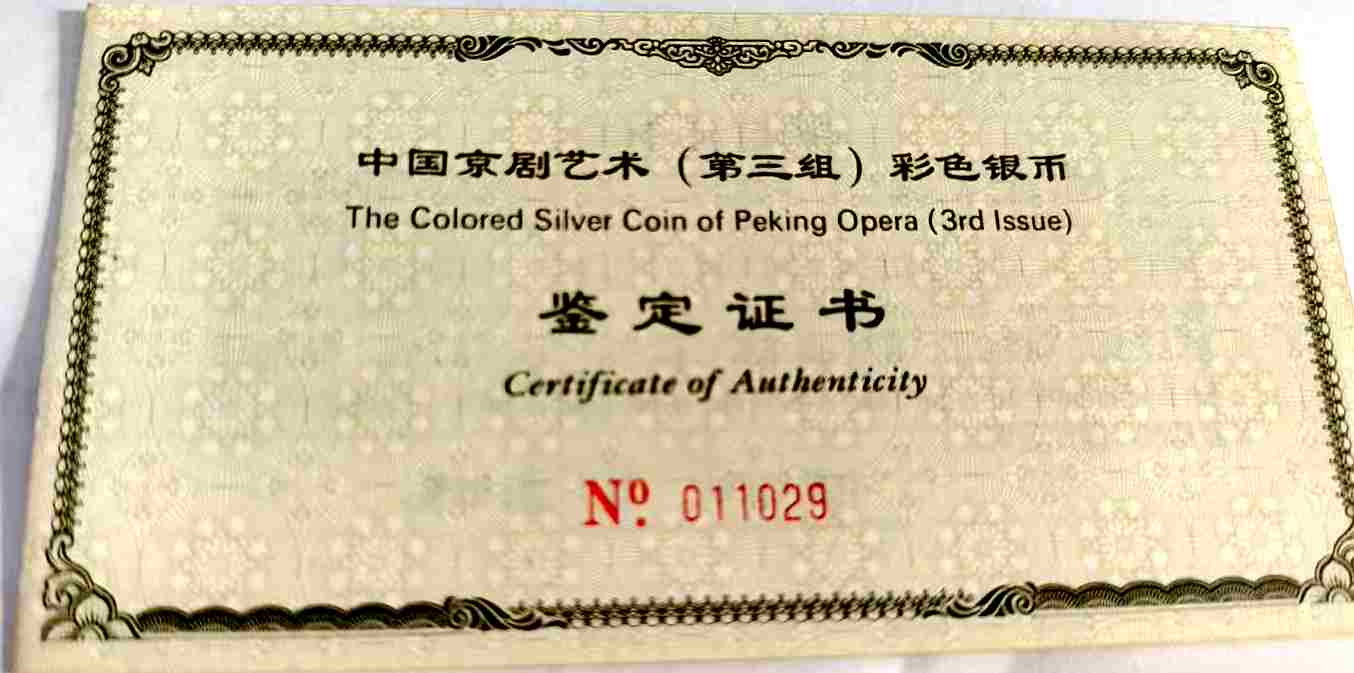 中国京剧艺术（第三组）彩色银币
The Colored Silver Coin of Peking Opera (3rd Issue)
鉴定证书
Certificate of Authenticity
Nº. 011029